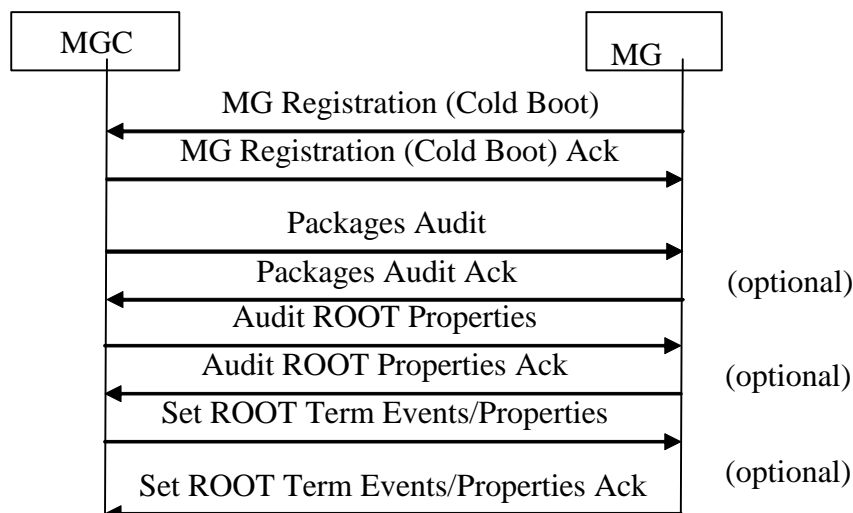 MGC
MG
MG Registration (Cold Boot)
MG Registration (Cold Boot) Ack
Packages Audit
Packages Audit Ack
(optional)
Audit ROOT Properties
Audit ROOT Properties Ack
(optional)
Set ROOT Term Events/Properties
(optional)
Set ROOT Term Events/Properties Ack